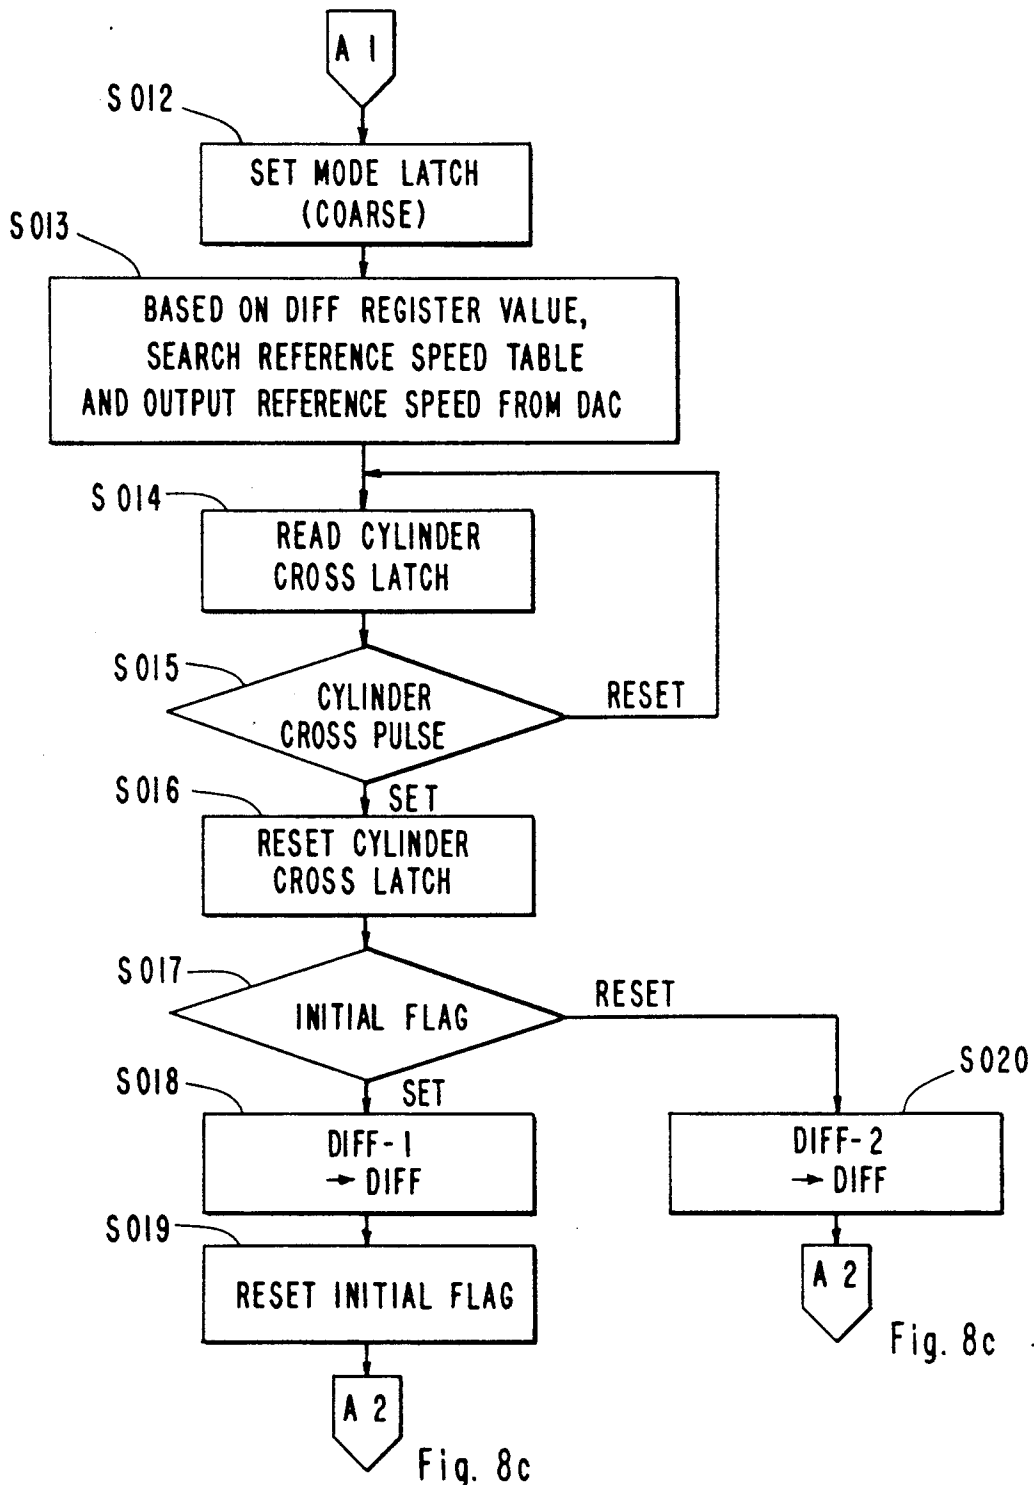 A 1
S012
SET MODE LATCH
(COARSE)
S013
BASED ON DIFF REGISTER VALUE,
SEARCH REFERENCE SPEED TABLE
AND OUTPUT REFERENCE SPEED FROM DAC
S014
READ CYLINDER
CROSS LATCH
S015
CYLINDER
CROSS PULSE
RESET
SET
S016
RESET CYLINDER
CROSS LATCH
S017
INITIAL FLAG
RESET
SET
S018
DIFF-1
→ DIFF
S020
DIFF-2
→ DIFF
S019
RESET INITIAL FLAG
A 2
Fig. 8c
A 2
Fig. 8c